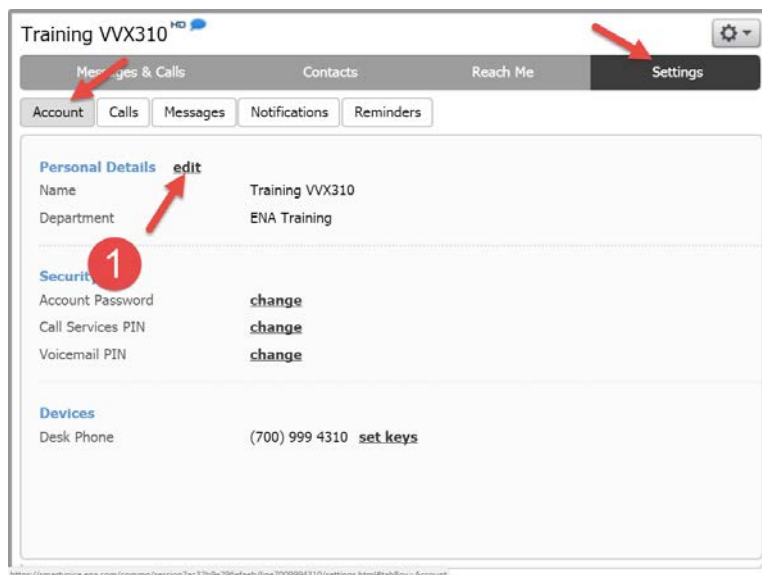 Training VVX310 HD
Messages & Calls Contacts Reach Me Settings
Account Calls Messages Notifications Reminders
Personal Details edit
Name Training VVX310
Department ENA Training
1
Security
Account Password change
Call Services PIN change
Voicemail PIN change
Devices
Desk Phone (700) 999 4310 set keys